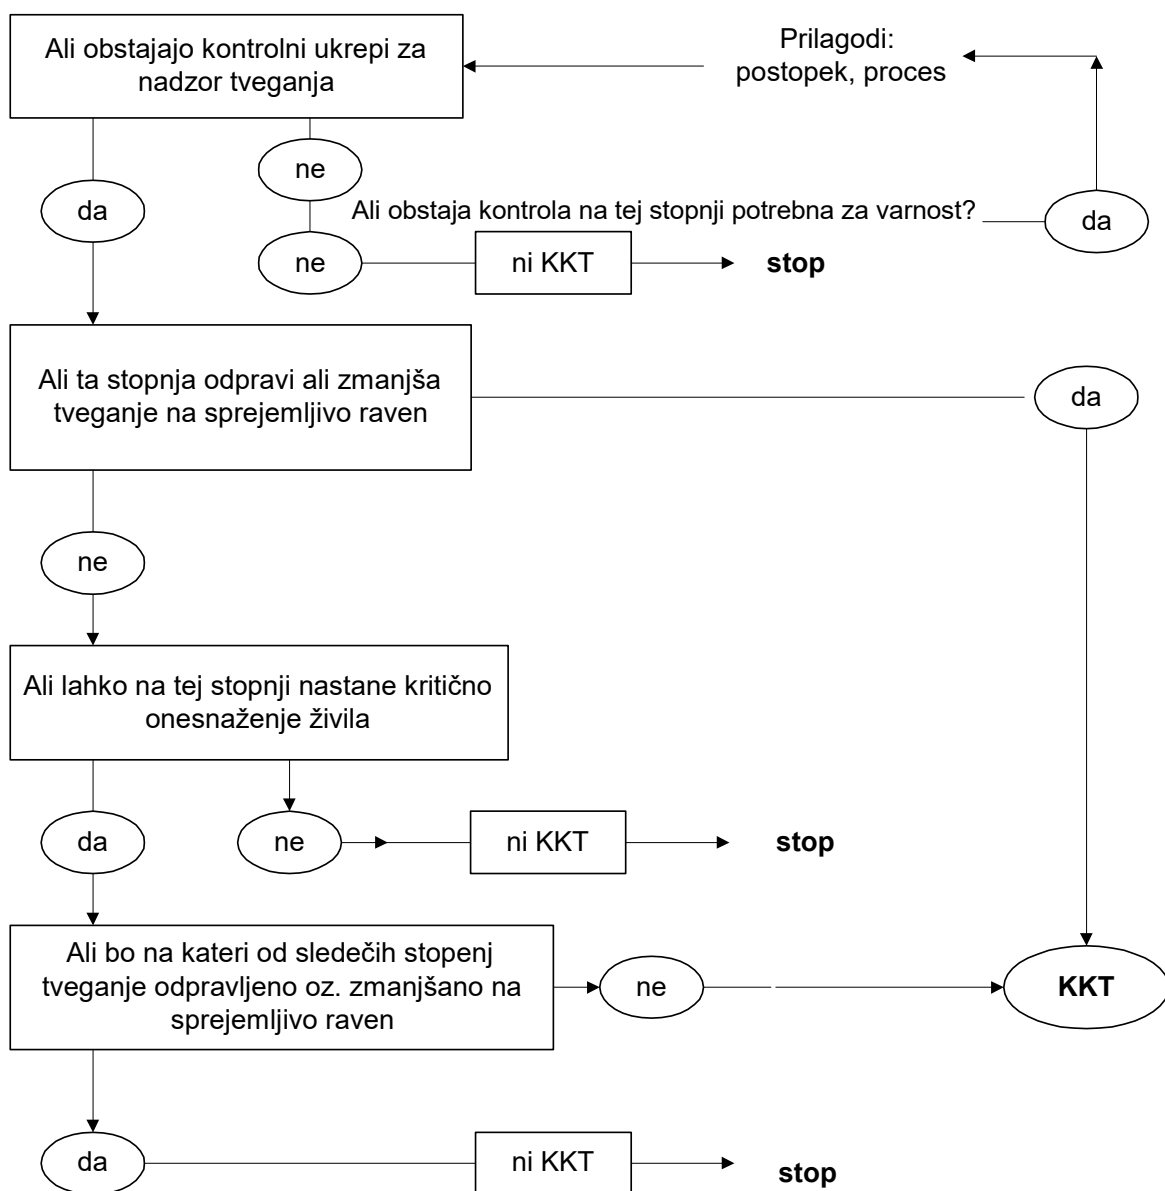 Ali obstajajo kontrolni ukrepi za
nadzor tveganja
Prilagodi:
postopek, proces
ne
da
Ali obstaja kontrola na tej stopnji potrebna za varnost?
da
ne
ni KKT
stop
Ali ta stopnja odpravi ali zmanjša
tveganje na sprejemljivo raven
da
ne
Ali lahko na tej stopnji nastane kritično
onesnaženje živila
da
ne
ni KKT
stop
Ali bo na kateri od sledečih stopenj
tveganje odpravljeno oz. zmanjšano na
sprejemljivo raven
ne
KKT
da
ni KKT
stop